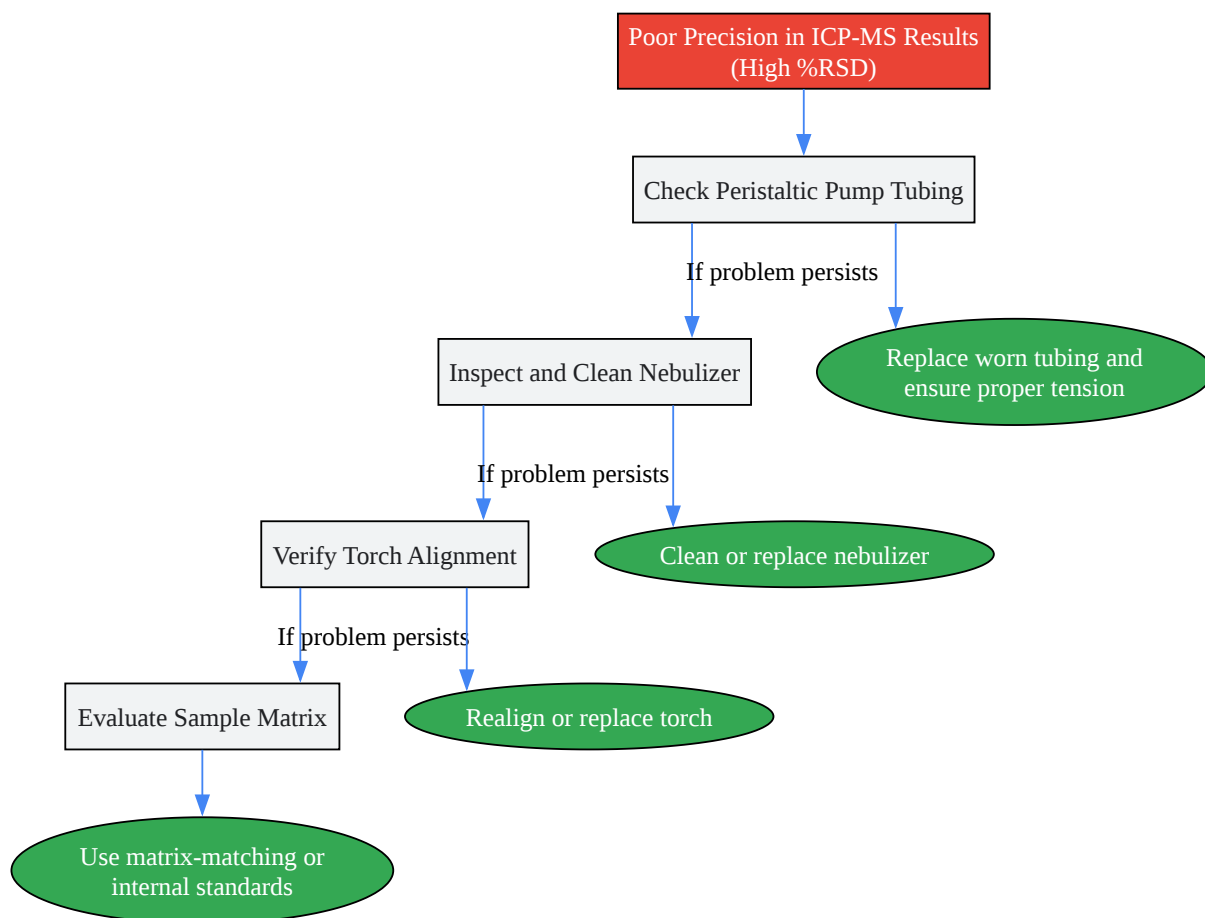 Poor Precision in ICP-MS Results
(High %RSD)
Check Peristaltic Pump Tubing
If problem persists
Replace worn tubing and
ensure proper tension
Inspect and Clean Nebulizer
If problem persists
Clean or replace nebulizer
Verify Torch Alignment
If problem persists
Realign or replace torch
Evaluate Sample Matrix
Use matrix-matching or
internal standards